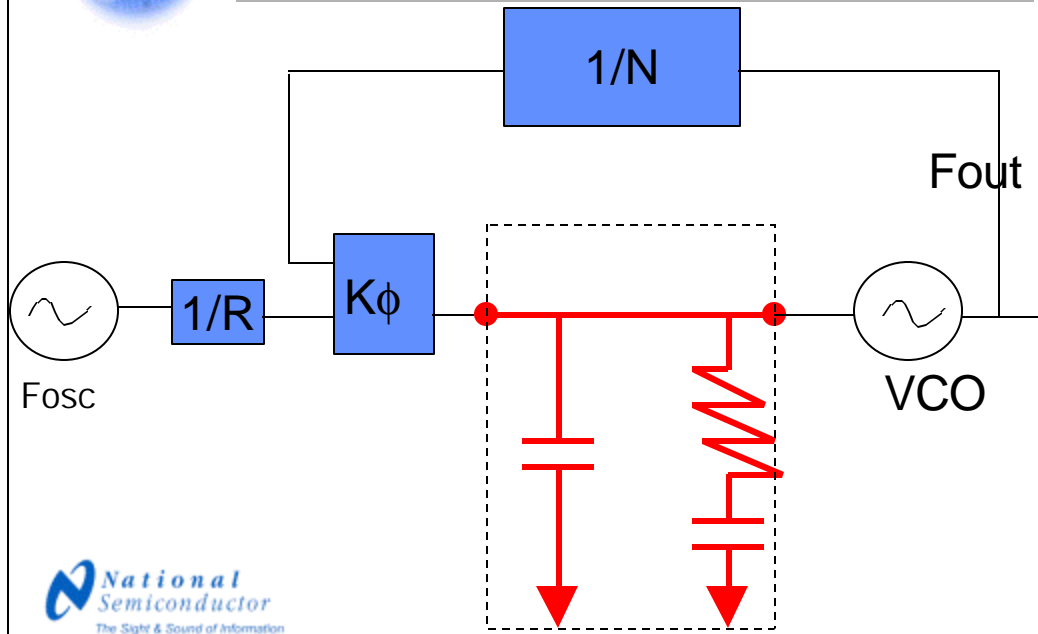 1/N
Fout
Kϕ
1/R
Fosc
VCO
National
Semiconductor
The Sight & Sound of Information